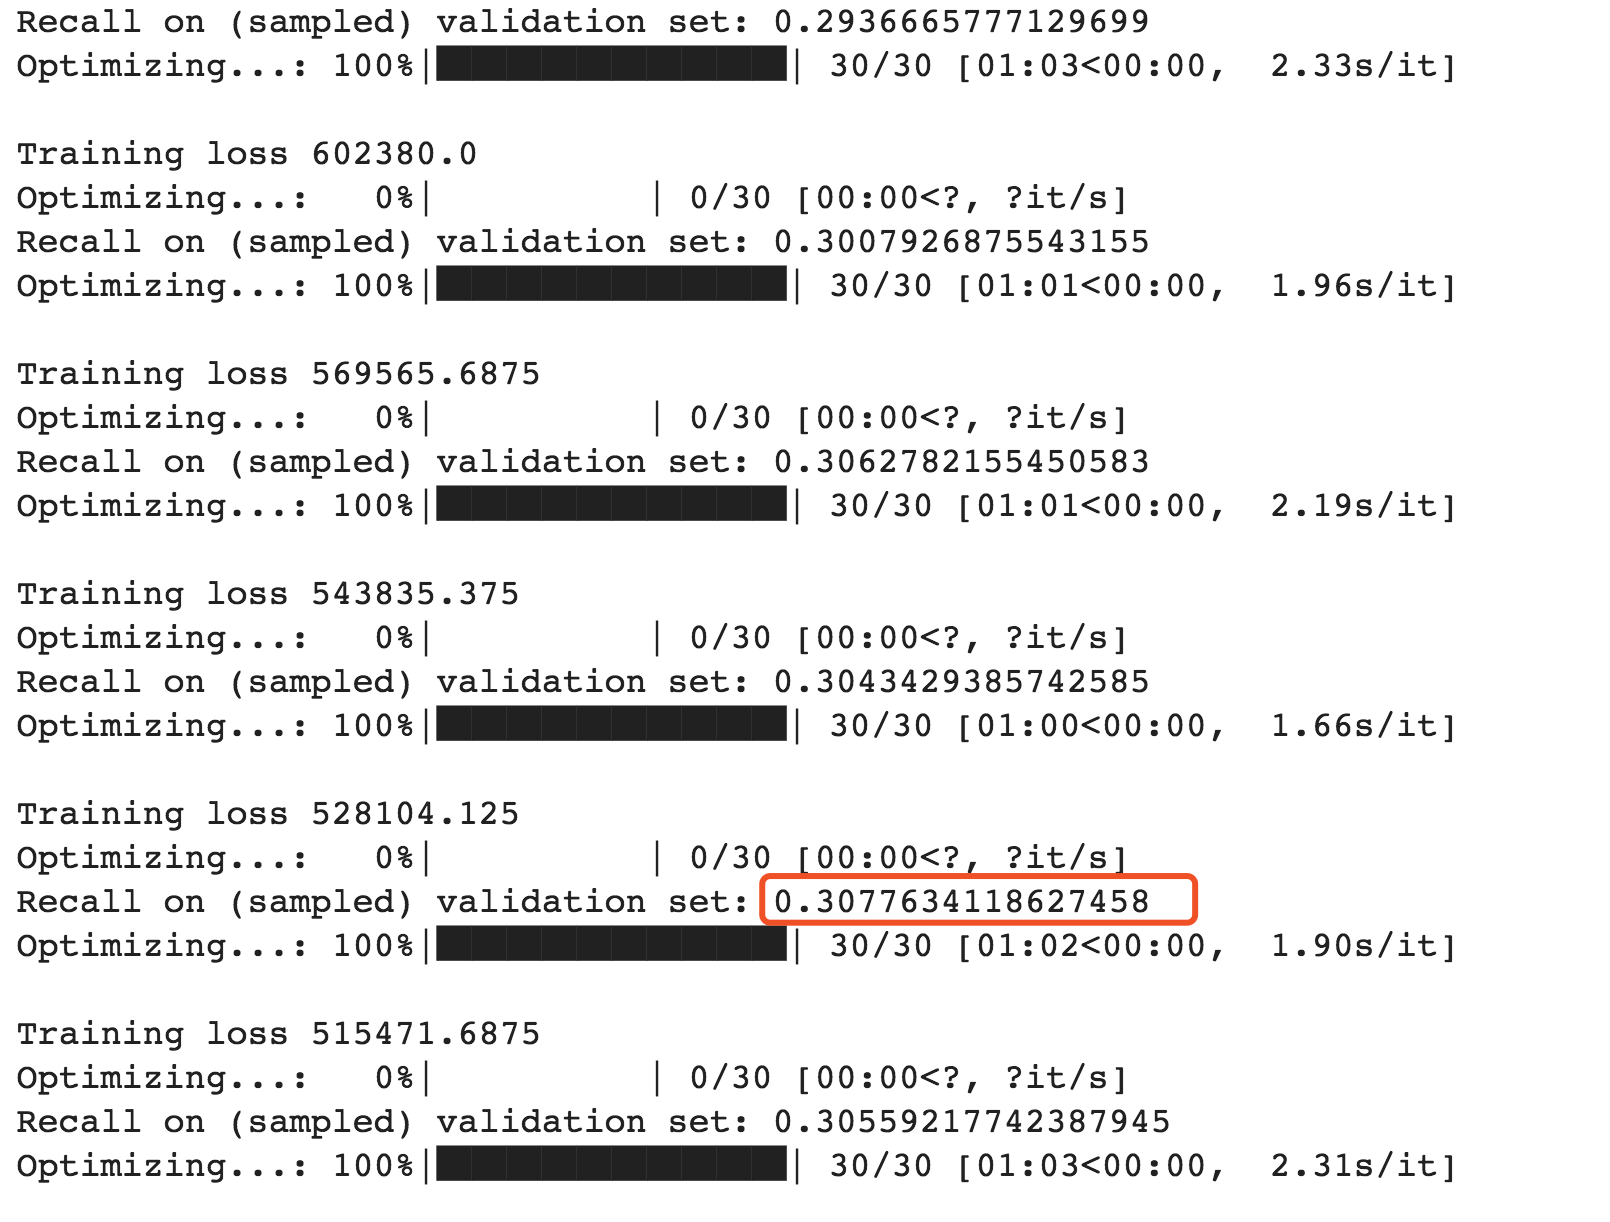 Recall on (sampled) validation set: 0.2936665777129699
Optimizing...: 100%|██████████| 30/30 [01:03<00:00, 2.33s/it]
Training loss 602380.0
Optimizing...: 0%| | 0/30 [00:00<?, ?it/s]
Recall on (sampled) validation set: 0.3007926875543155
Optimizing...: 100%|██████████| 30/30 [01:01<00:00, 1.96s/it]
Training loss 569565.6875
Optimizing...: 0%| | 0/30 [00:00<?, ?it/s]
Recall on (sampled) validation set: 0.3062782155450583
Optimizing...: 100%|██████████| 30/30 [01:01<00:00, 2.19s/it]
Training loss 543835.375
Optimizing...: 0%| | 0/30 [00:00<?, ?it/s]
Recall on (sampled) validation set: 0.3043429385742585
Optimizing...: 100%|██████████| 30/30 [01:00<00:00, 1.66s/it]
Training loss 528104.125
Optimizing...: 0%| | 0/30 [00:00<?, ?it/s]
Recall on (sampled) validation set: 0.3077634118627458
Optimizing...: 100%|██████████| 30/30 [01:02<00:00, 1.90s/it]
Training loss 515471.6875
Optimizing...: 0%| | 0/30 [00:00<?, ?it/s]
Recall on (sampled) validation set: 0.30559217742387945
Optimizing...: 100%|██████████| 30/30 [01:03<00:00, 2.31s/it]